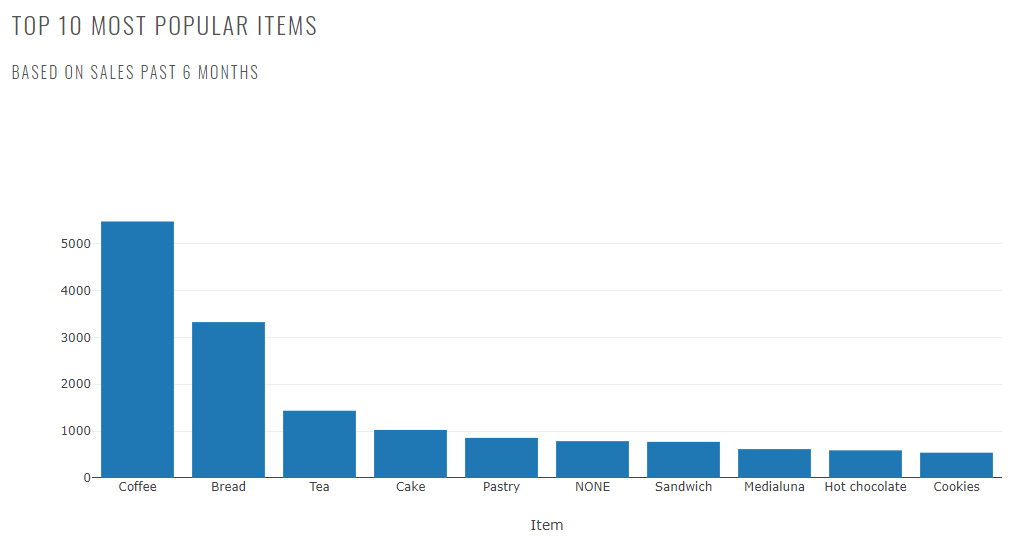 TOP 10 MOST POPULAR ITEMS
BASED ON SALES PAST 6 MONTHS
5000
4000
3000
2000
1000
0
Coffee Bread Tea Cake Pastry NONE Sandwich Medialuna Hot chocolate Cookies
Item